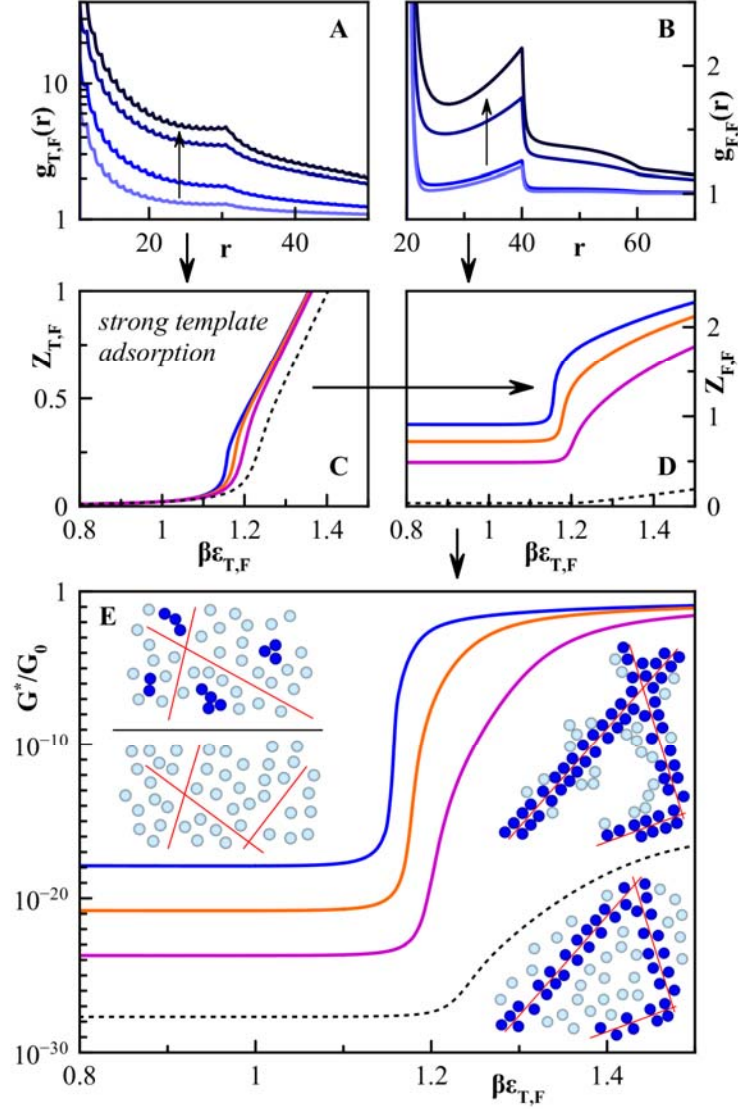 A
B
10
1
g_T,F(r)
2
1
g_F,F(r)
20
r
40
20
r
40
60
1
0.5
0
Z_T,F
strong template
adsorption
C
D
2
1
0
Z_F,F
0.8
1
1.2
1.4
βε_T,F
0.8
1
1.2
1.4
βε_T,F
E
1
10^−10
10^−20
10^−30
G*/G_0
0.8
1
1.2
1.4
βε_T,F